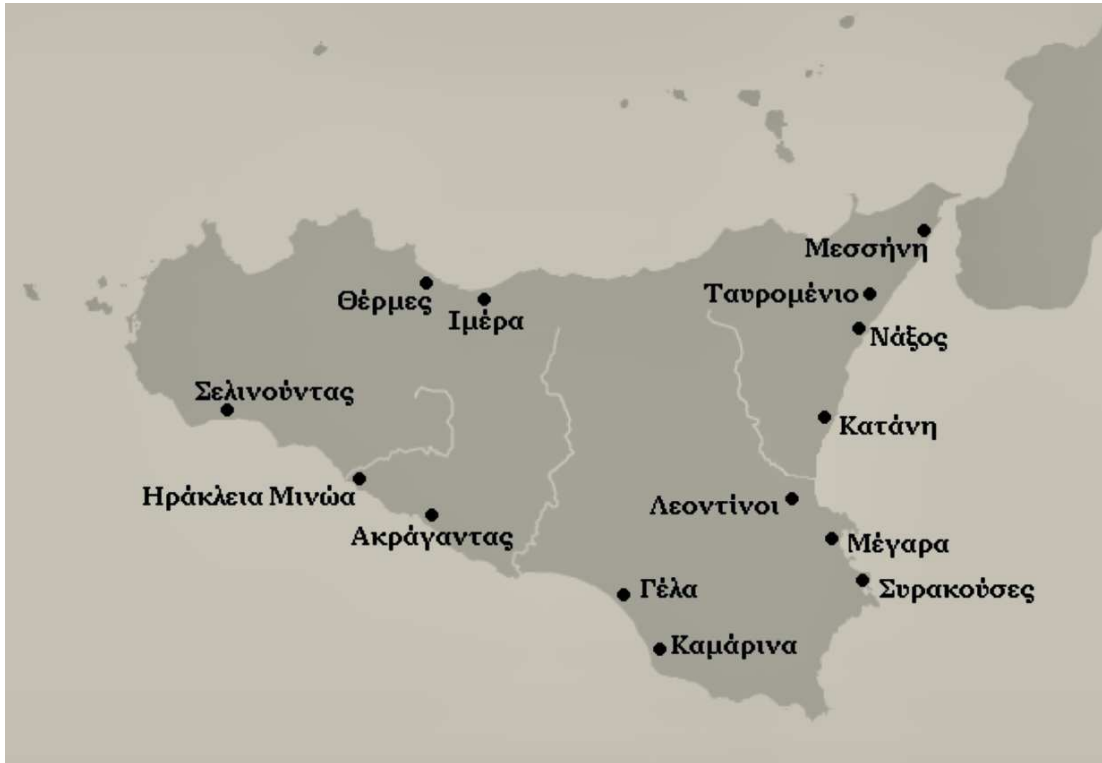 Μεσσήνη
Ταυρομένιο
Θέρμες
Ιμέρα
Νάξος
Σελινούντας
Κατάνη
Ηράκλεια Μινώα
Λεοντίνοι
Ακράγαντας
Μέγαρα
Γέλα
Συρακούσες
Καμάρινα